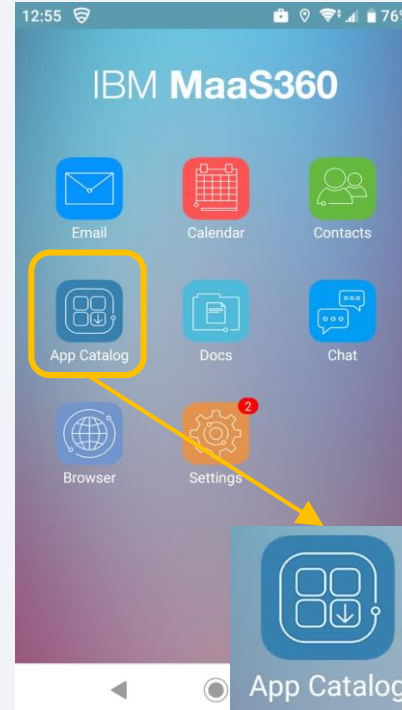 12:55 76%
IBM MaaS360
Email Calendar Contacts
App Catalog Docs Chat
2
Browser Settings
App Catalog